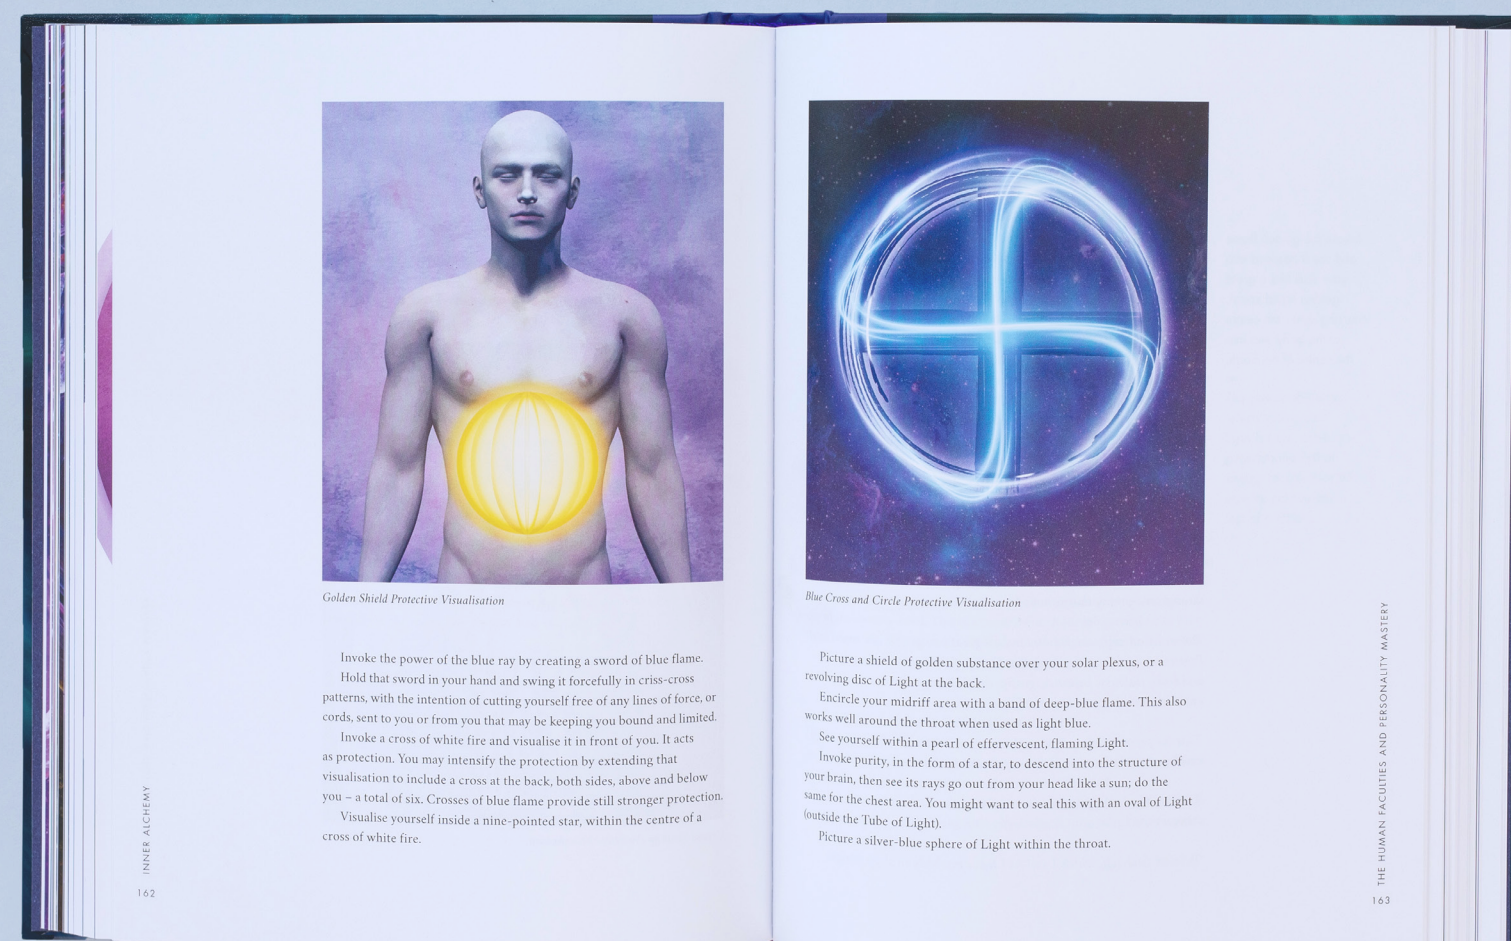 Golden Shield Protective Visualisation
Invoke the power of the blue ray by creating a sword of blue flame.
Hold that sword in your hand and swing it forcefully in criss-cross
patterns, with the intention of cutting yourself free of any lines of force, or
cords, sent to you or from you that may be keeping you bound and limited.
Invoke a cross of white fire and visualise it in front of you. It acts
as protection. You may intensify the protection by extending that
visualisation to include a cross at the back, both sides, above and below
you – a total of six. Crosses of blue flame provide still stronger protection.
Visualise yourself inside a nine-pointed star, within the centre of a
cross of white fire.
INNER ALCHEMY
162
Blue Cross and Circle Protective Visualisation
Picture a shield of golden substance over your solar plexus, or a
revolving disc of Light at the back.
Encircle your midriff area with a band of deep-blue flame. This also
works well around the throat when used as light blue.
See yourself within a pearl of effervescent, flaming Light.
Invoke purity, in the form of a star, to descend into the structure of
your brain, then see its rays go out from your head like a sun; do the
same for the chest area. You might want to seal this with an oval of Light
(outside the Tube of Light).
Picture a silver-blue sphere of Light within the throat.
THE HUMAN FACULTIES AND PERSONALITY MASTERY
163